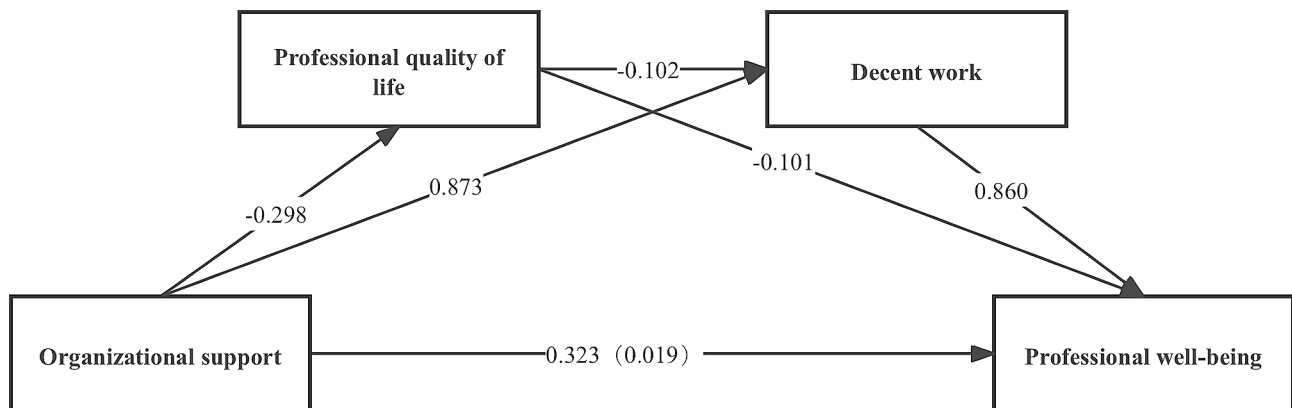 Professional quality of
life
Decent work
-0.102
-0.101
0.873
0.860
-0.298
Organizational support
0.323（0.019）
Professional well-being